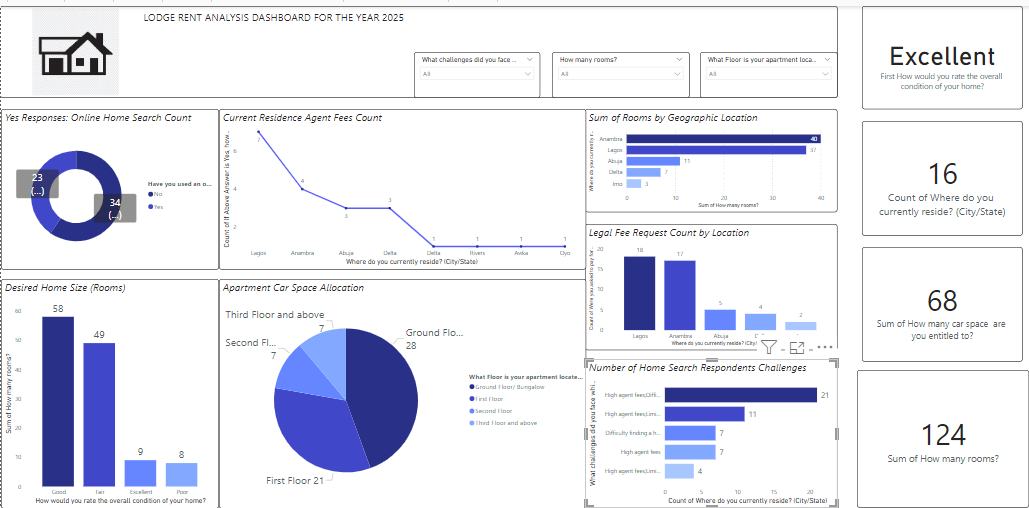 LODGE RENT ANALYSIS DASHBOARD FOR THE YEAR 2025
What challenges did you face ...
All
How many rooms?
All
What Floor is your apartment loca...
All
Excellent
First How would you rate the overall
condition of your home?
Yes Responses: Online Home Search Count
23
(...)
34
(...)
Have you used an o...
No
Yes
Current Residence Agent Fees Count
Count of If Above Answer is Yes, how...
6
4
2
7
4
3
3
1
1
1
1
Lagos
Anambra
Abuja
Delta
Delta
Rivers
Awka
Oyo
Where do you currently reside? (City/State)
Sum of Rooms by Geographic Location
Where do you currently r...
Anambra
40
Lagos
37
Abuja
11
Delta
7
Imo
3
0
10
20
30
40
Sum of How many rooms?
16
Count of Where do you
currently reside? (City/State)
Legal Fee Request Count by Location
Count of Were you asked to pay for...
20
15
10
5
0
18
17
5
4
2
Lagos
Anambra
Abuja
Where do you currently reside? (City/
68
Sum of How many car space are
you entitled to?
Desired Home Size (Rooms)
Sum of How many rooms?
60
50
40
30
20
10
0
58
49
9
8
Good
Fair
Excellent
Poor
How would you rate the overall condition of your home?
Apartment Car Space Allocation
Third Floor and above
7
Second Fl...
7
Ground Flo...
28
First Floor 21
What Floor is your apartment locate...
Ground Floor/ Bungalow
First Floor
Second Floor
Third Floor and above
Number of Home Search Respondents Challenges
What challenges did you face whi...
High agent fees,Diffi...
21
High agent fees,Limi...
11
Difficulty finding a h...
7
High agent fees
7
High agent fees,Limi...
4
0
5
10
15
20
Count of Where do you currently reside? (City/State)
124
Sum of How many rooms?